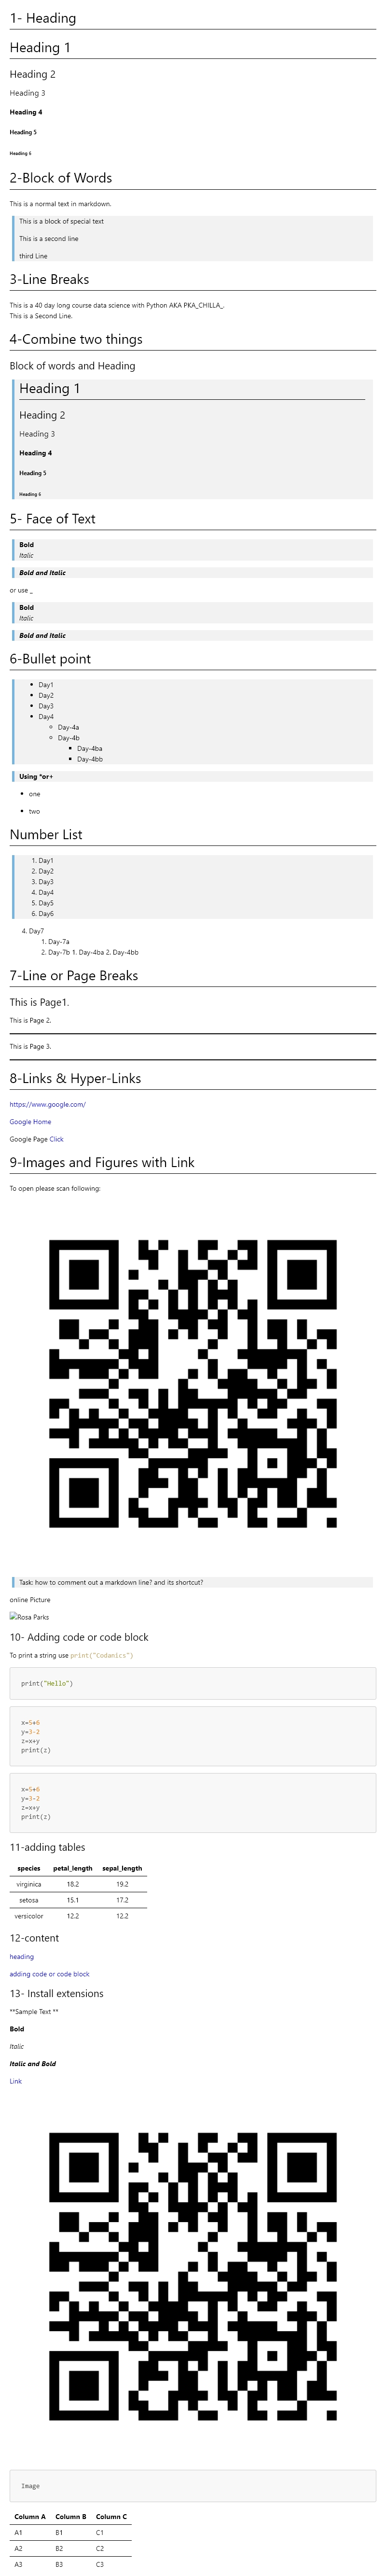 1- Heading
Heading 1
Heading 2
Heading 3
Heading 4
Heading 5
Heading 6
2-Block of Words
This is a normal text in markdown.
This is a block of special text
This is a second line
third Line
3-Line Breaks
This is a 40 day long course data science with Python AKA PKA_CHILLA_.
This is a Second Line.
4-Combine two things
Block of words and Heading
Heading 1
Heading 2
Heading 3
Heading 4
Heading 5
Heading 6
5- Face of Text
Bold
Italic
Bold and Italic
or use _
Bold
Italic
Bold and Italic
6-Bullet point
• Day1
• Day2
• Day3
• Day4
◦ Day-4a
◦ Day-4b
▪ Day-4ba
▪ Day-4bb
Using *or+
• one
• two
Number List
1. Day1
2. Day2
3. Day3
4. Day4
5. Day5
6. Day6
4. Day7
1. Day-7a
2. Day-7b 1. Day-4ba 2. Day-4bb
7-Line or Page Breaks
This is Page1.
This is Page 2.
This is Page 3.
8-Links & Hyper-Links
https://www.google.com/
Google Home
Google Page Click
9-Images and Figures with Link
To open please scan following:
Task: how to comment out a markdown line? and its shortcut?
online Picture
Rosa Parks
10- Adding code or code block
To print a string use print("Codanics")
print("Hello")
x=5+6
y=3-2
z=x+y
print(z)
x=5+6
y=3-2
z=x+y
print(z)
11-adding tables
species petal_length sepal_length
virginica 18.2 19.2
setosa 15.1 17.2
versicolor 12.2 12.2
12-content
heading
adding code or code block
13- Install extensions
**Sample Text **
Bold
Italic
Italic and Bold
Link
Image
Column A Column B Column C
A1 B1 C1
A2 B2 C2
A3 B3 C3